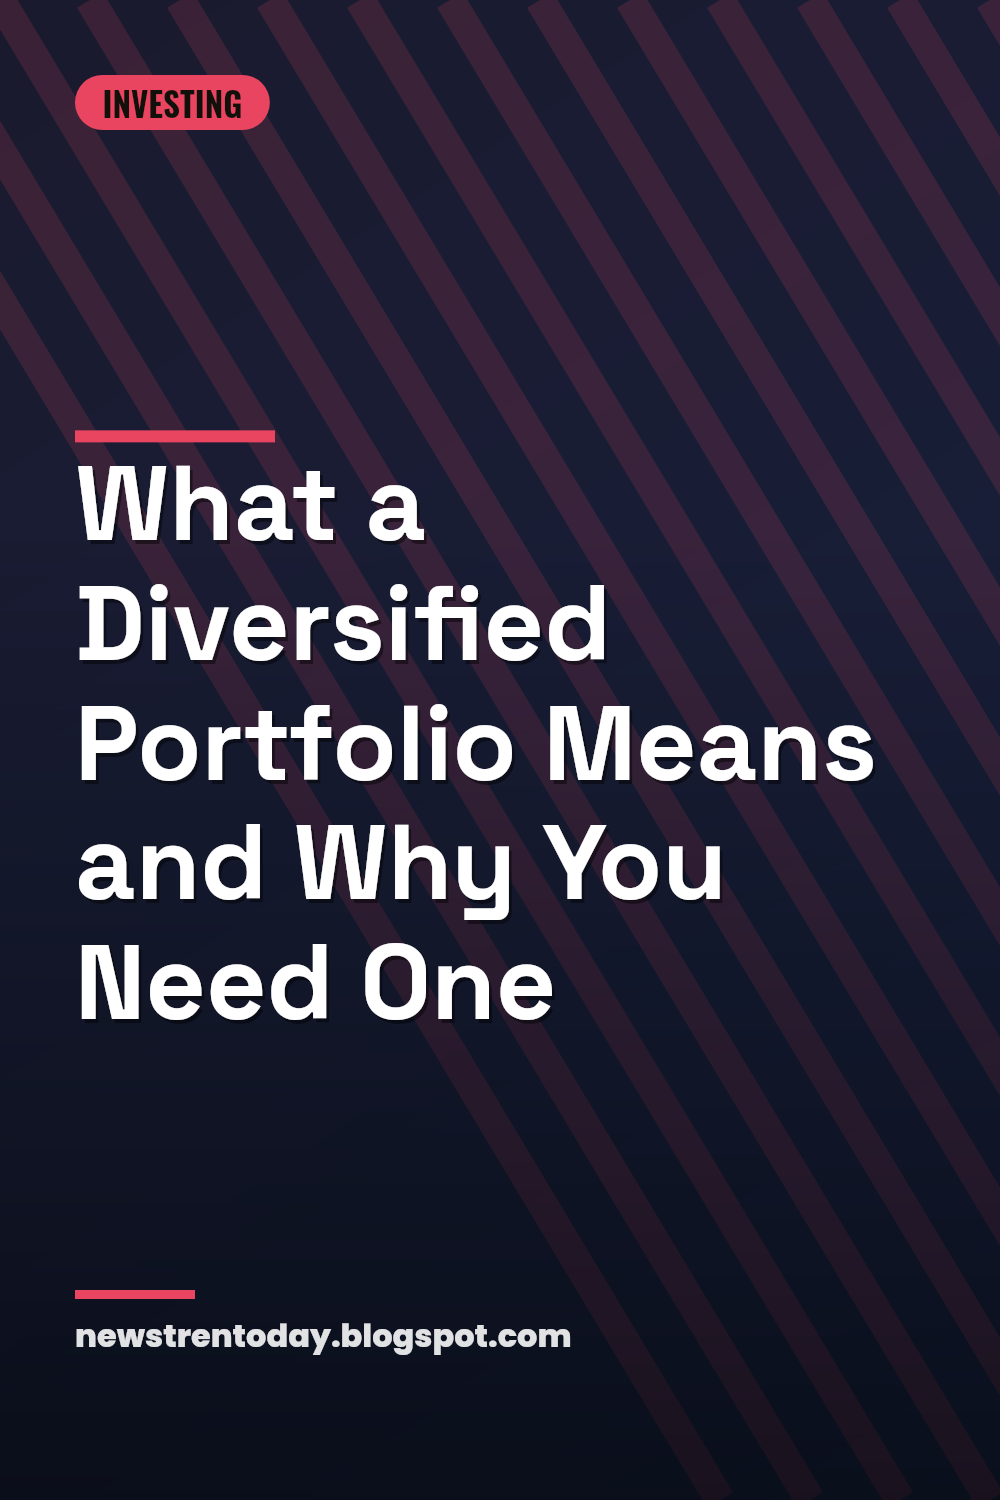 INVESTING
What a
Diversified
Portfolio Means
and Why You
Need One
newstrentoday.blogspot.com